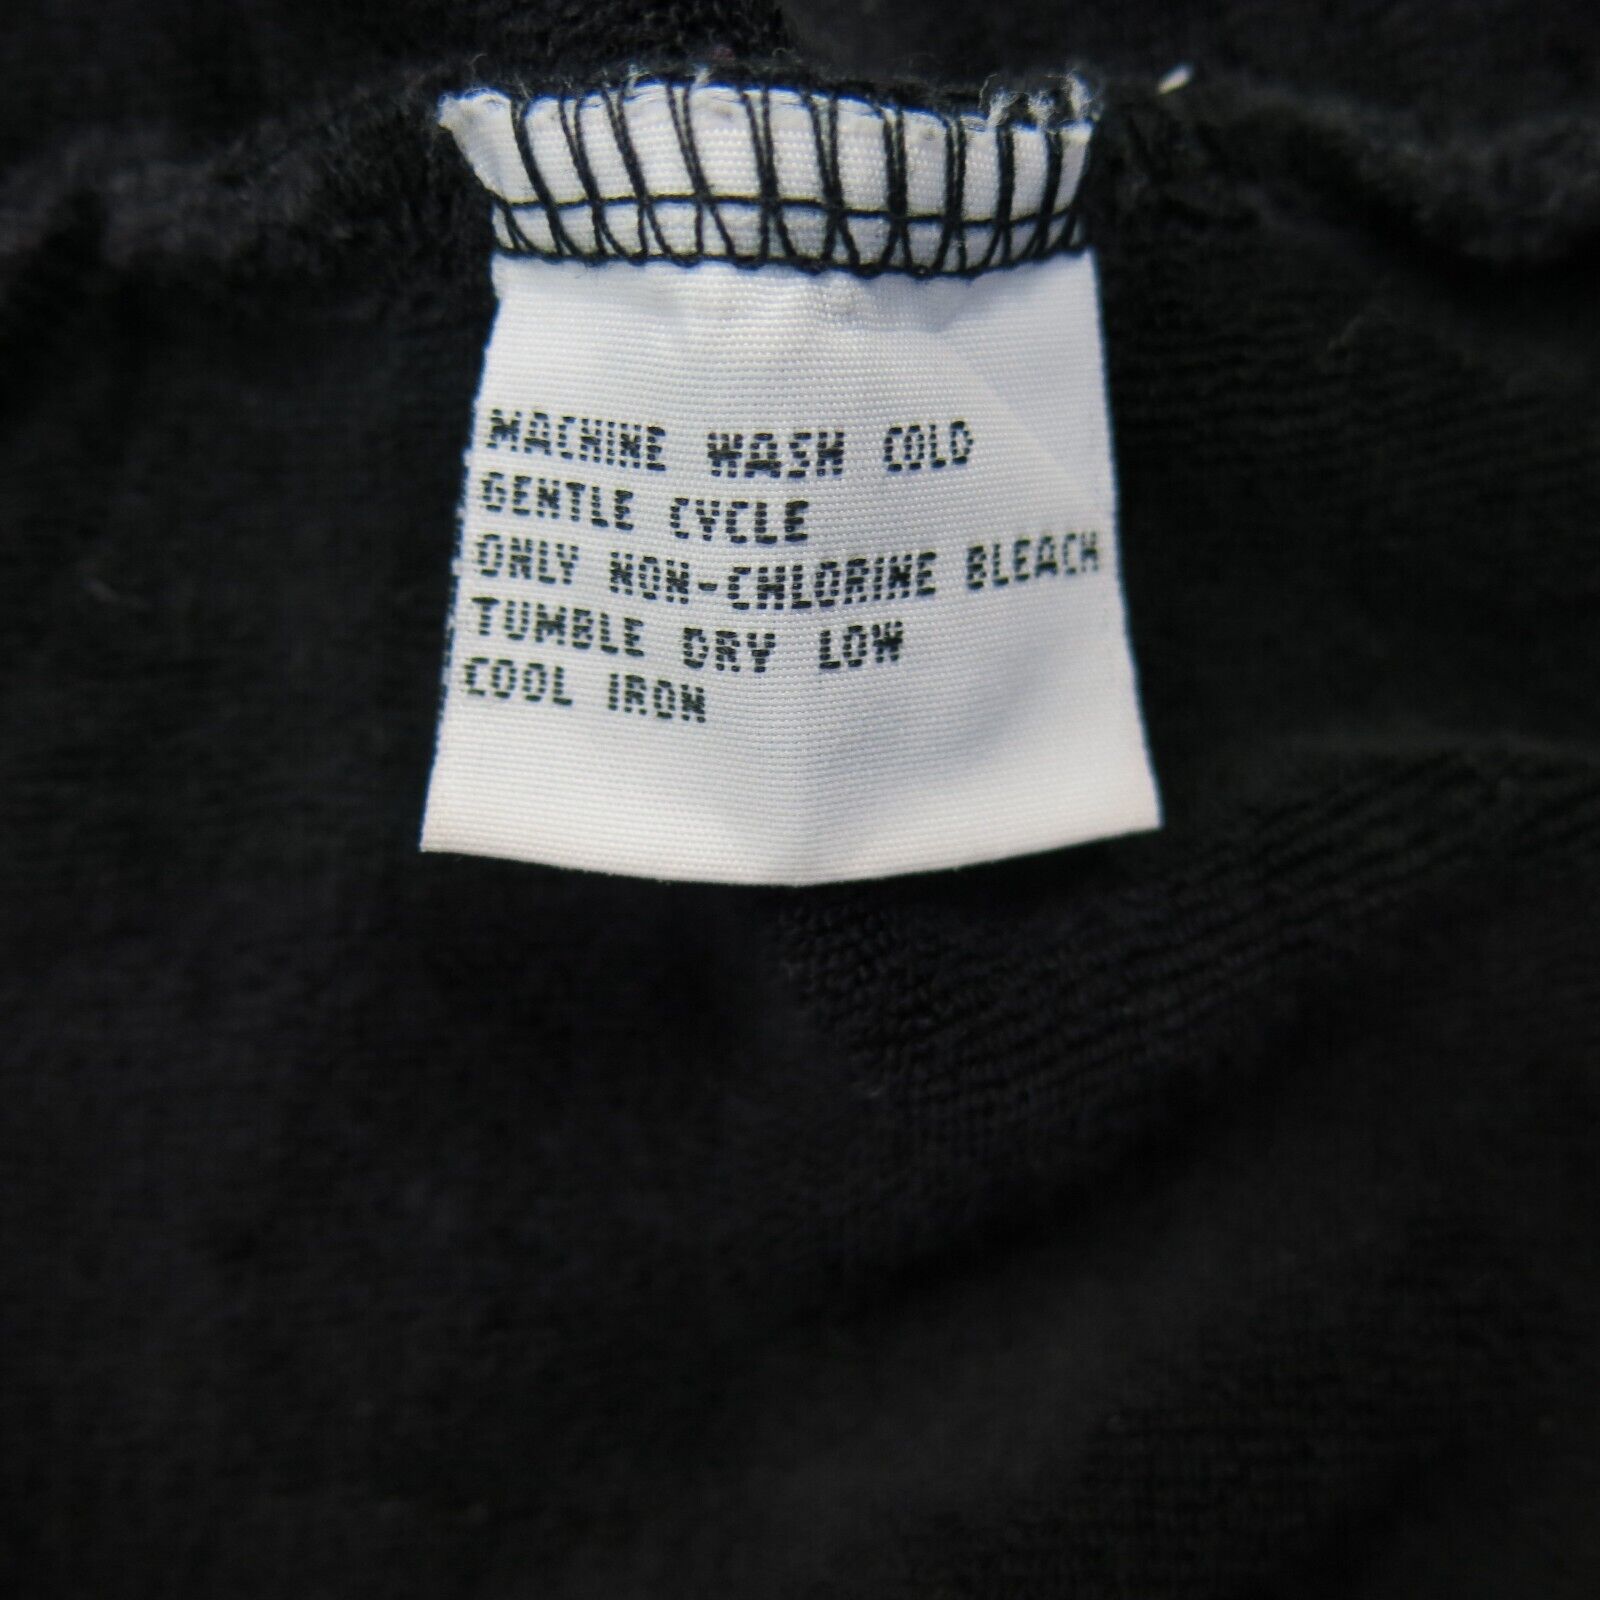 MACHINE WASH COLD
GENTLE CYCLE
ONLY NON-CHLORINE BLEACH
TUMBLE DRY LOW
COOL IRON